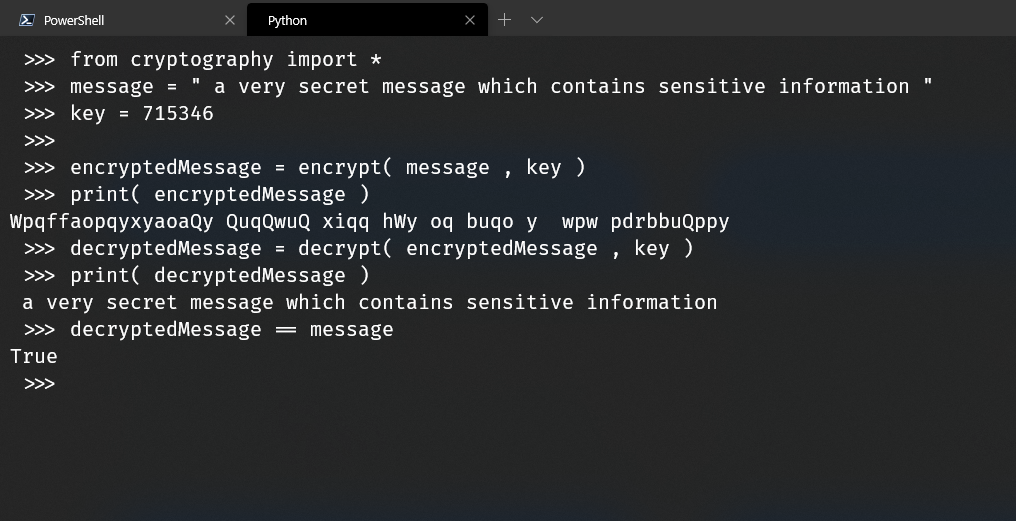 PowerShell
Python
>>> from cryptography import *
>>> message = " a very secret message which contains sensitive information "
>>> key = 715346
>>>
>>> encryptedMessage = encrypt( message , key )
>>> print( encryptedMessage )
WpqffaopqyxyaoaQy QuqQwuQ xiqq hWy oq buqo y  wpw pdrbbuQppy
>>> decryptedMessage = decrypt( encryptedMessage , key )
>>> print( decryptedMessage )
a very secret message which contains sensitive information
>>> decryptedMessage == message
True
>>>